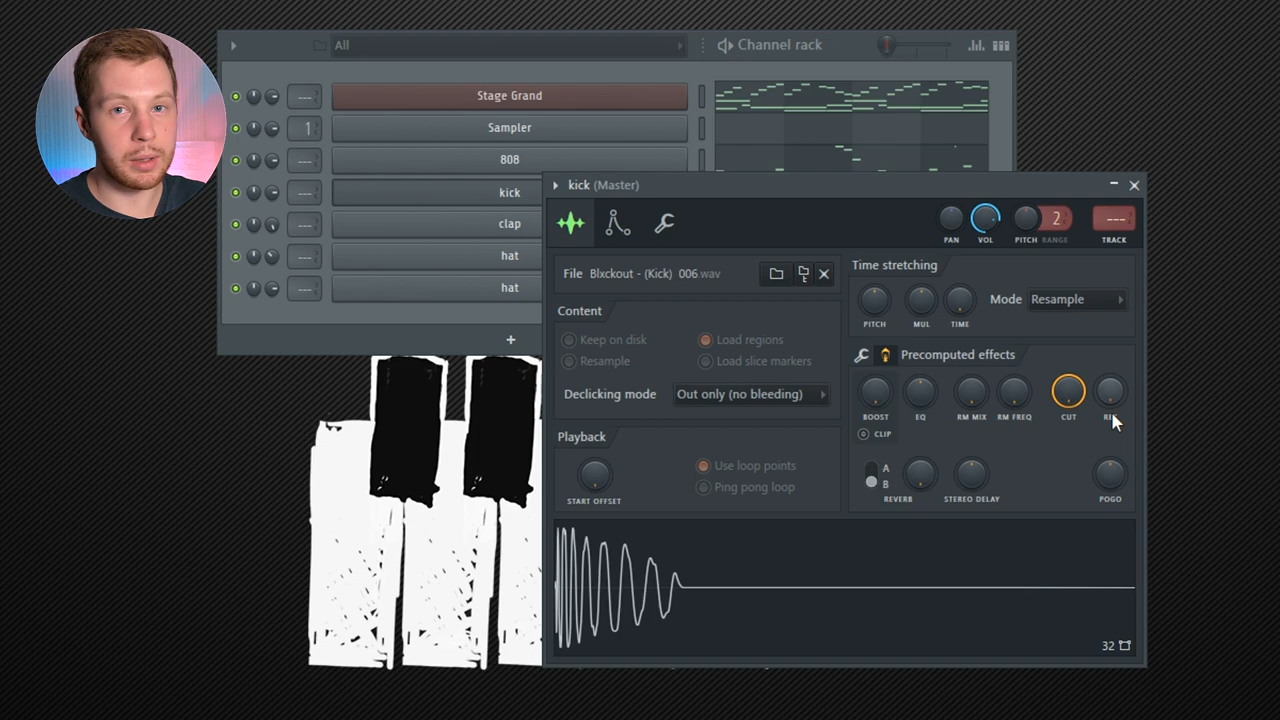 All
Channel rack
Stage Grand
1
Sampler
808
kick
clap
hat
hat
+
kick (Master)
2
---
PAN
VOL
PITCH
RANGE
TRACK
File Blxckout - (Kick) 006.wav
Content
Keep on disk
Load regions
Resample
Load slice markers
Declicking mode
Out only (no bleeding)
Playback
START OFFSET
Use loop points
Ping pong loop
Time stretching
PITCH
MUL
TIME
Mode
Resample
Precomputed effects
BOOST
EQ
RM MIX
RM FREQ
CUT
CLIP
A
B
REVERB
STEREO DELAY
POGO
32